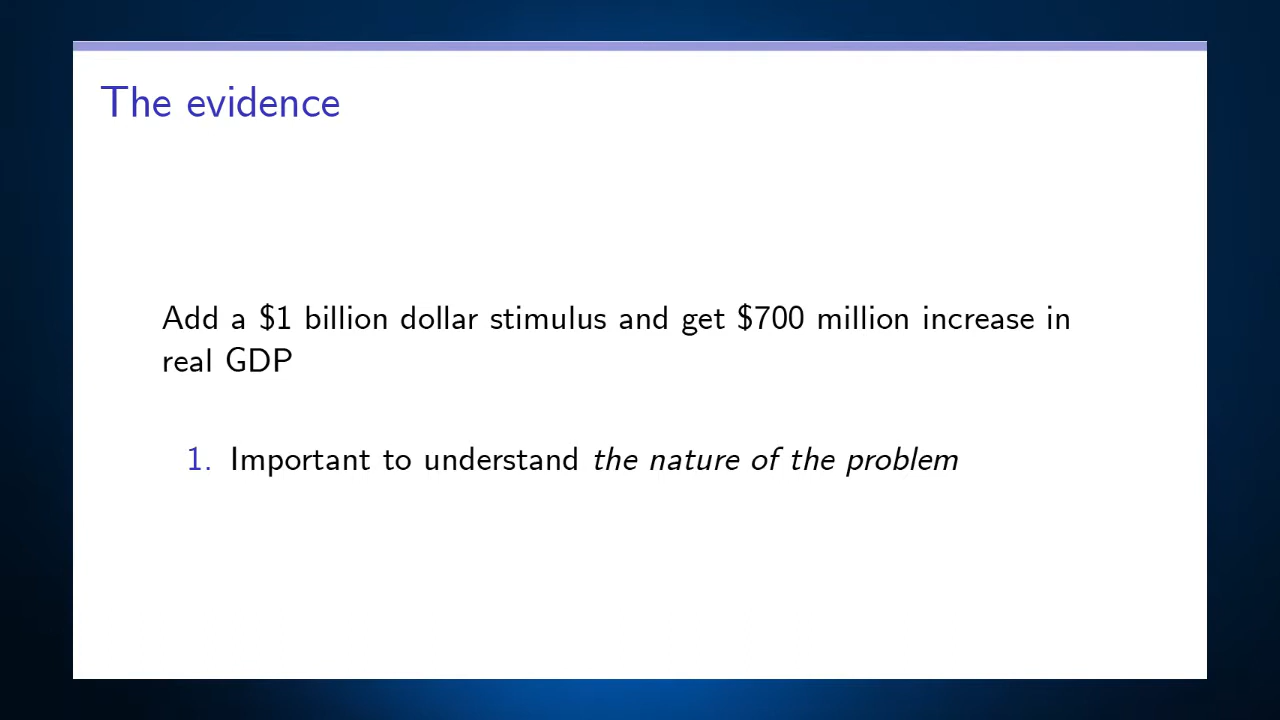 The evidence
Add a $1 billion dollar stimulus and get $700 million increase in
real GDP
1. Important to understand the nature of the problem